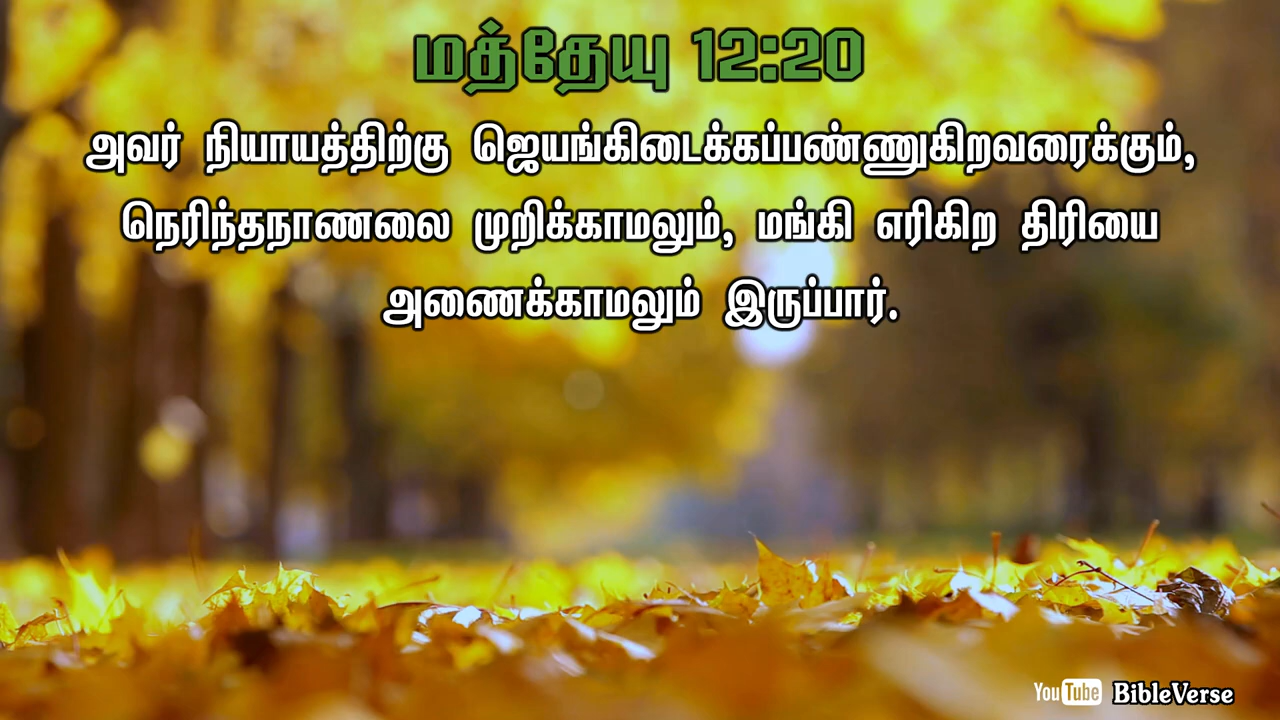 மத்தேயு 12:20
அவர் நியாயத்திற்கு ஜெயங்கிடைக்கப்பண்ணுகிறவரைக்கும்,
நெரிந்தநாணலை முறிக்காமலும், மங்கி எரிகிற திரியை
அணைக்காமலும் இருப்பார்.
YouTube BibleVerse